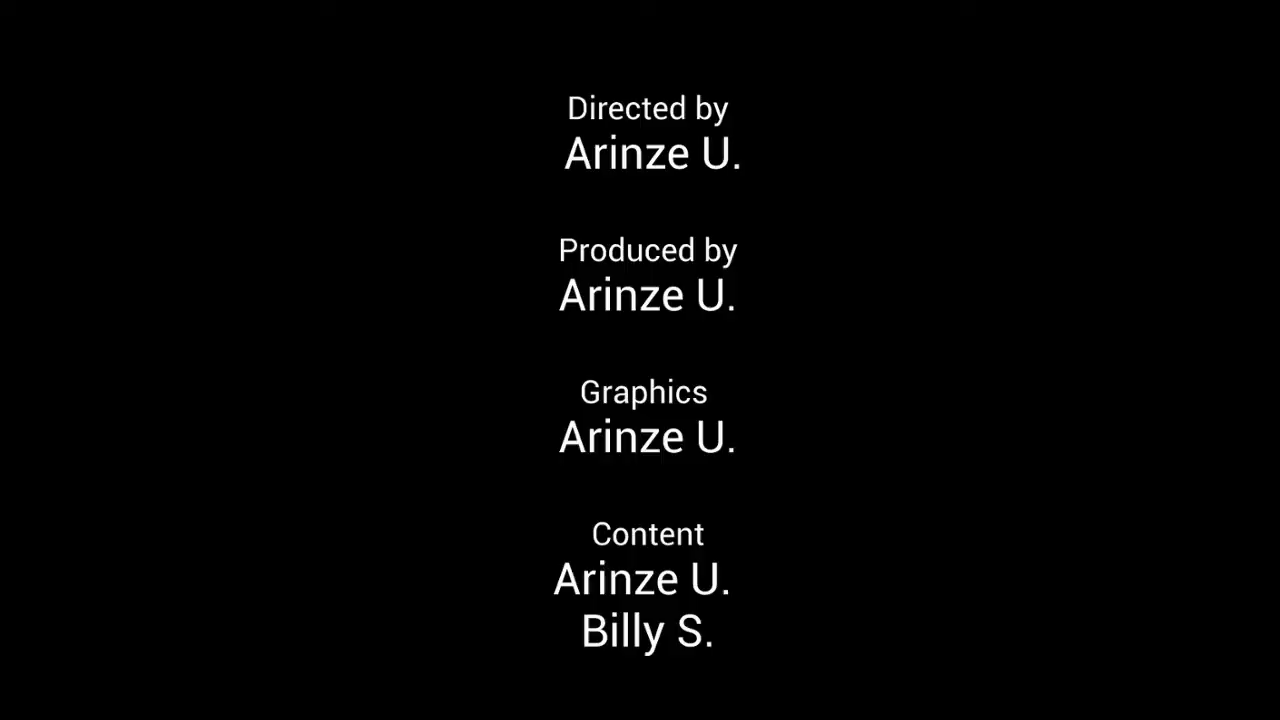 Directed by
Arinze U.
Produced by
Arinze U.
Graphics
Arinze U.
Content
Arinze U.
Billy S.